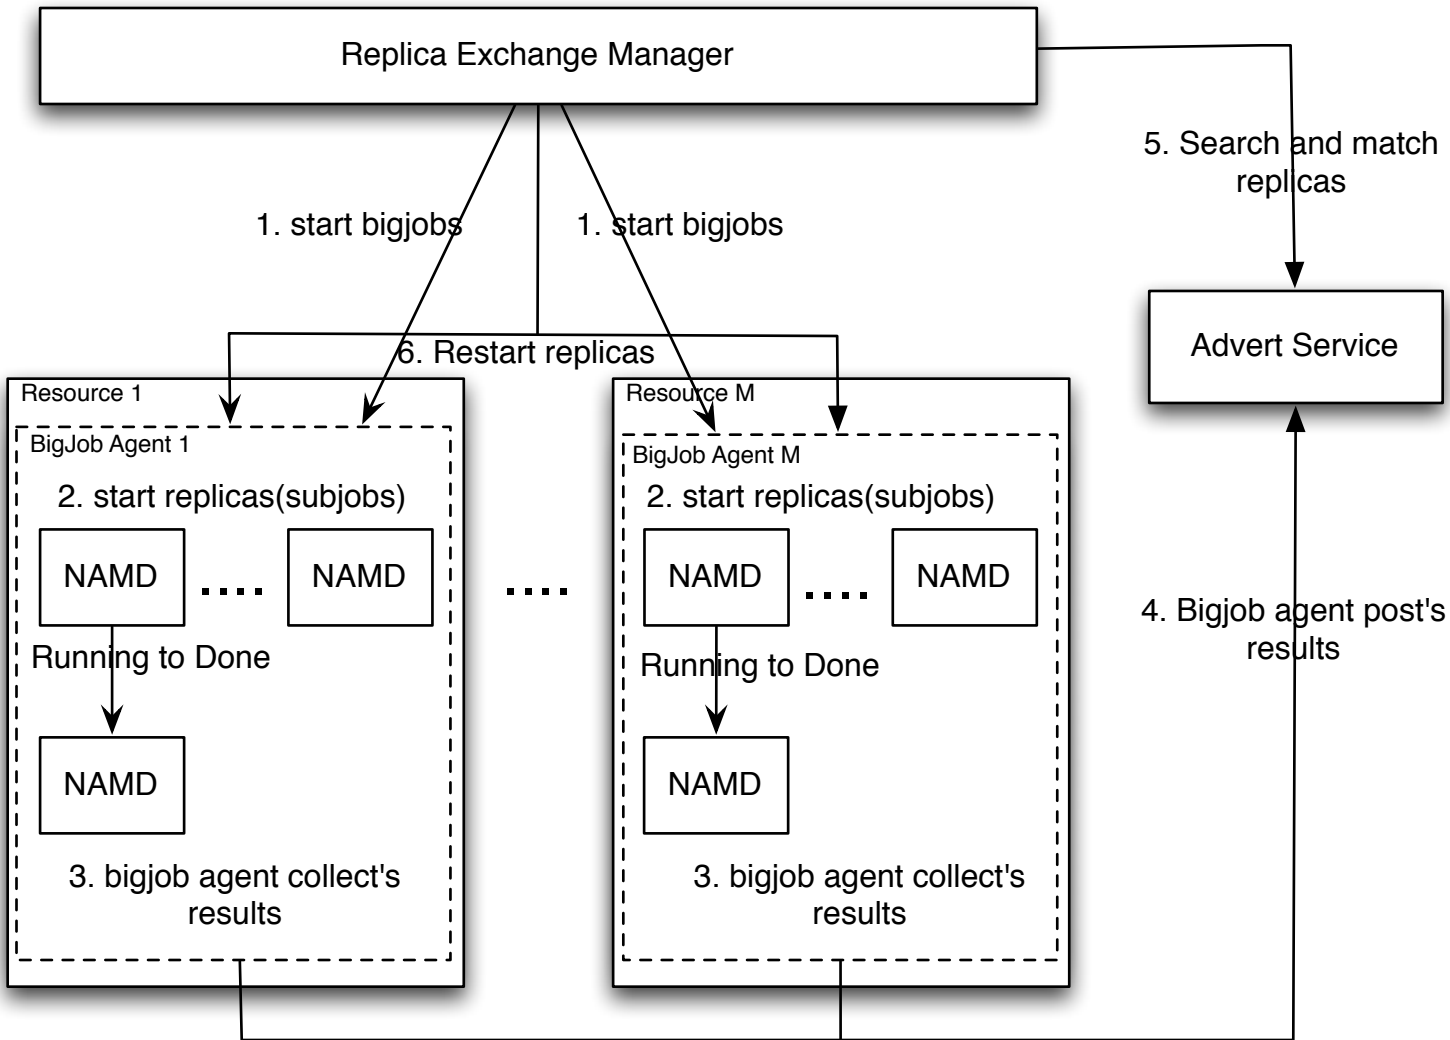 Replica Exchange Manager
5. Search and match
replicas
1. start bigjobs
1. start bigjobs
6. Restart replicas
Advert Service
Resource 1
BigJob Agent 1
2. start replicas(subjobs)
NAMD
NAMD
Running to Done
NAMD
3. bigjob agent collect's
results
Resource M
BigJob Agent M
2. start replicas(subjobs)
NAMD
NAMD
Running to Done
NAMD
3. bigjob agent collect's
results
4. Bigjob agent post's
results